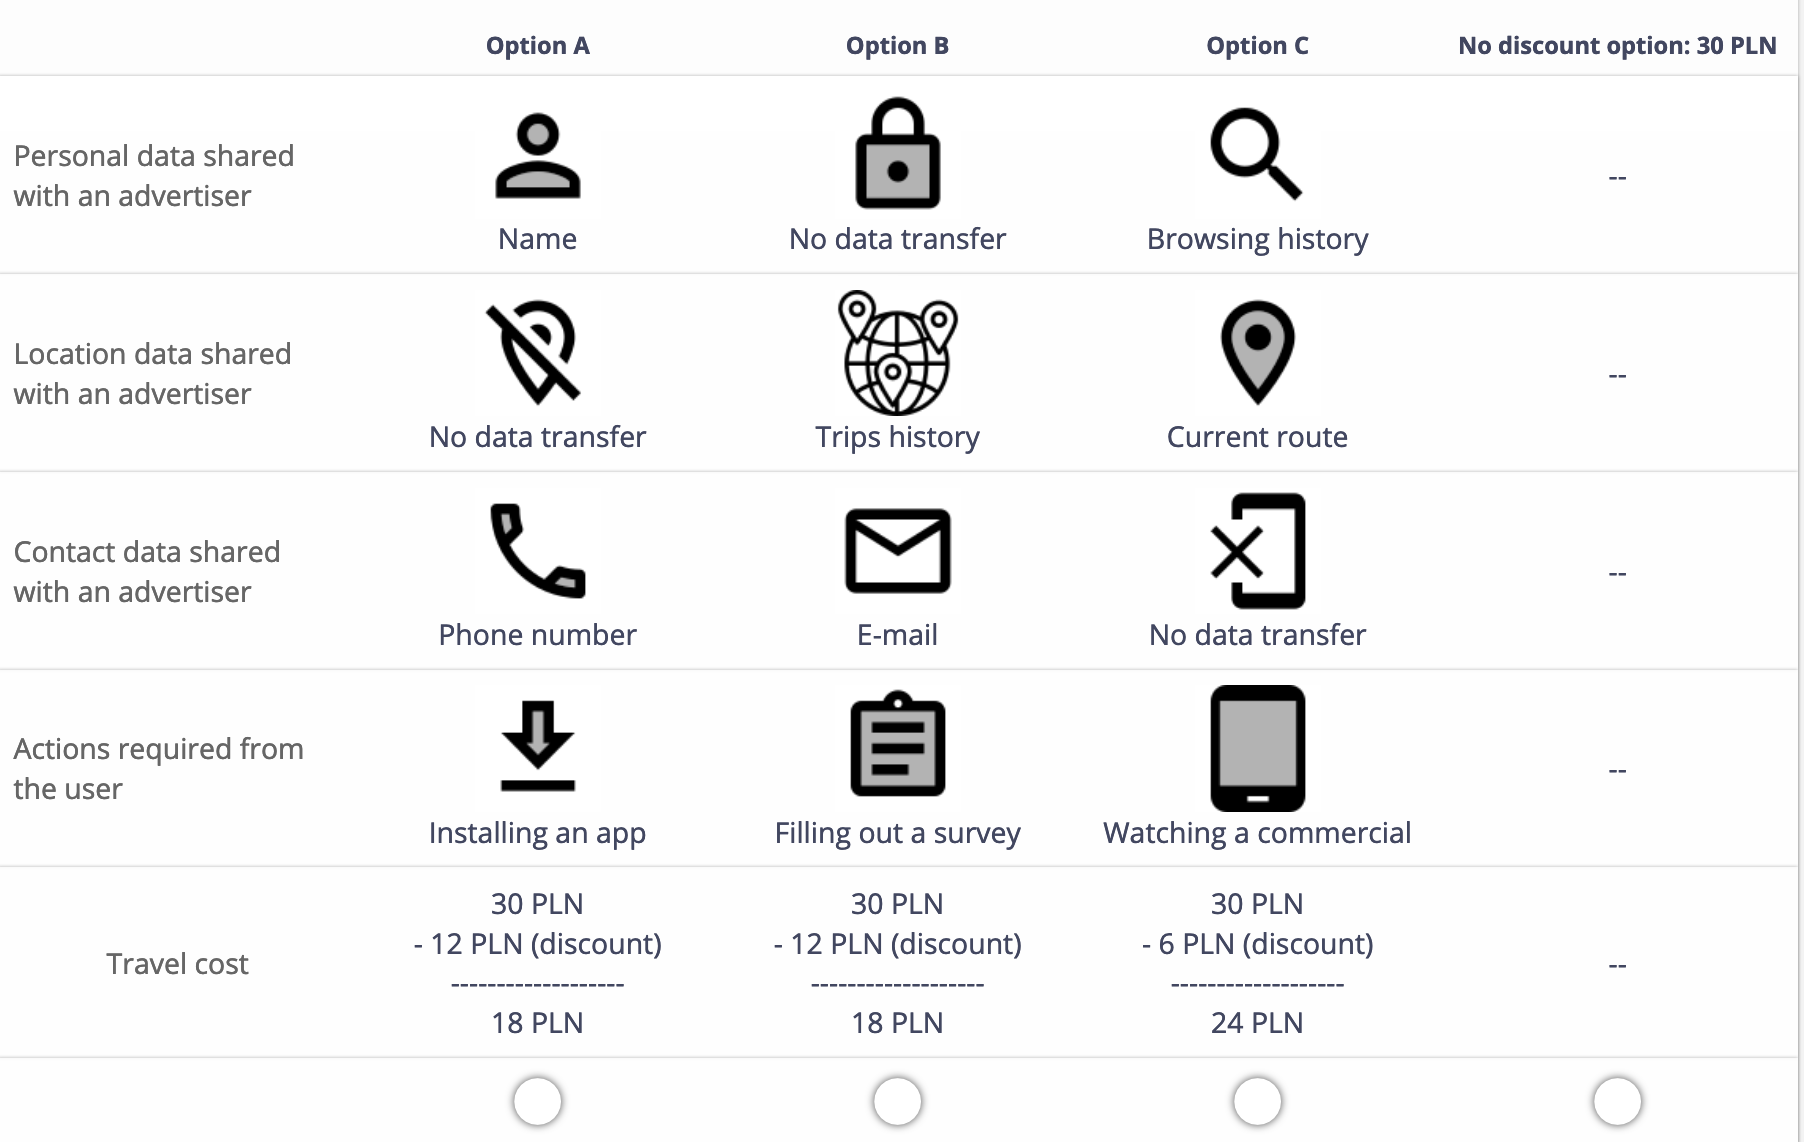 Option A Option B Option C No discount option: 30 PLN
Personal data shared
with an advertiser
Name No data transfer Browsing history --
Location data shared
with an advertiser
No data transfer Trips history Current route --
Contact data shared
with an advertiser
Phone number E-mail No data transfer --
Actions required from
the user
Installing an app Filling out a survey Watching a commercial --
Travel cost
30 PLN 30 PLN 30 PLN
- 12 PLN (discount) - 12 PLN (discount) - 6 PLN (discount)
------------------- ------------------- -------------------
18 PLN 18 PLN 24 PLN
--